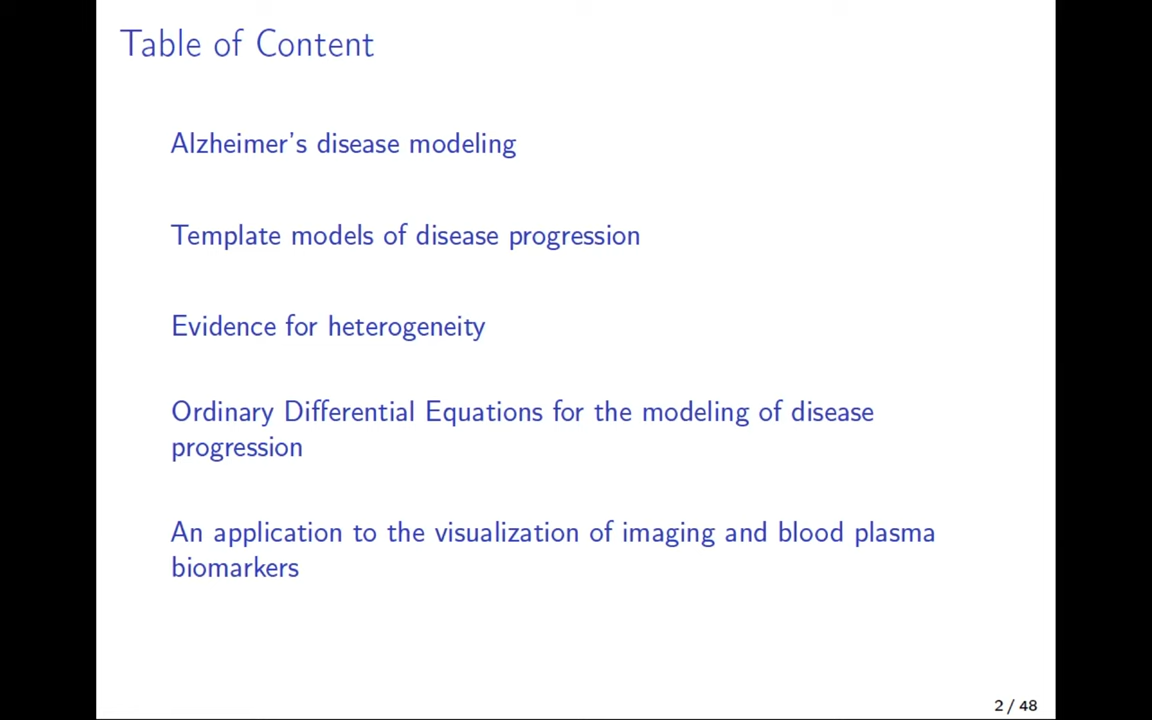 Table of Content
Alzheimer's disease modeling
Template models of disease progression
Evidence for heterogeneity
Ordinary Differential Equations for the modeling of disease
progression
An application to the visualization of imaging and blood plasma
biomarkers
2 / 48